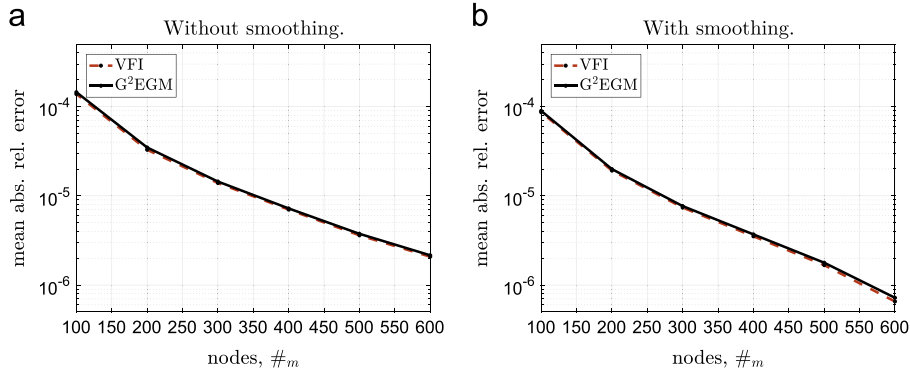 a
Without smoothing.
VFI
G²EGM
mean abs. rel. error
10⁻⁴
10⁻⁵
10⁻⁶
100 150 200 250 300 350 400 450 500 550 600
nodes, #ₘ
b
With smoothing.
VFI
G²EGM
mean abs. rel. error
10⁻⁴
10⁻⁵
10⁻⁶
100 150 200 250 300 350 400 450 500 550 600
nodes, #ₘ